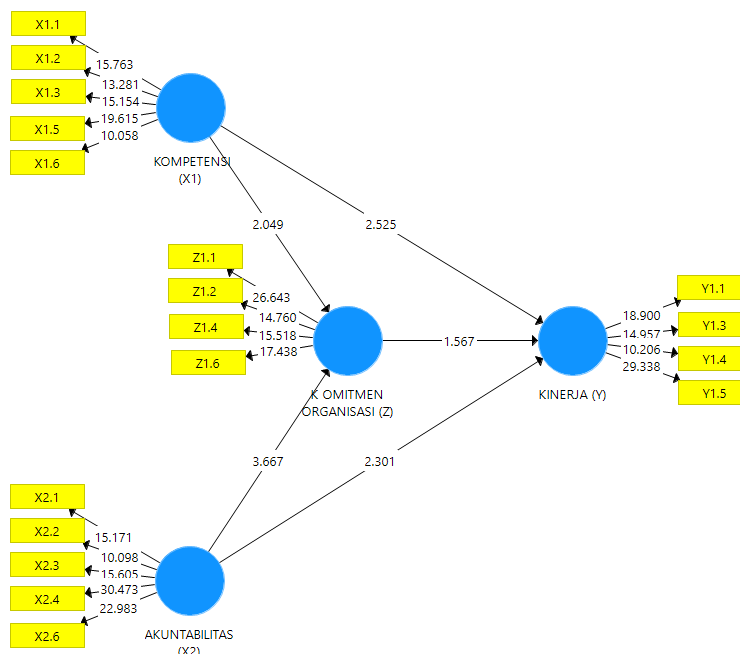 X1.1
X1.2
X1.3
X1.5
X1.6
15.763
13.281
15.154
19.615
10.058
KOMPETENSI
(X1)
2.049
2.525
Z1.1
Z1.2
Z1.4
Z1.6
26.643
14.760
15.518
17.438
K OMITMEN
ORGANISASI (Z)
1.567
Y1.1
Y1.3
Y1.4
Y1.5
18.900
14.957
10.206
29.338
KINERJA (Y)
3.667
2.301
X2.1
X2.2
X2.3
X2.4
X2.6
15.171
10.098
15.605
30.473
22.983
AKUNTABILITAS
(X2)